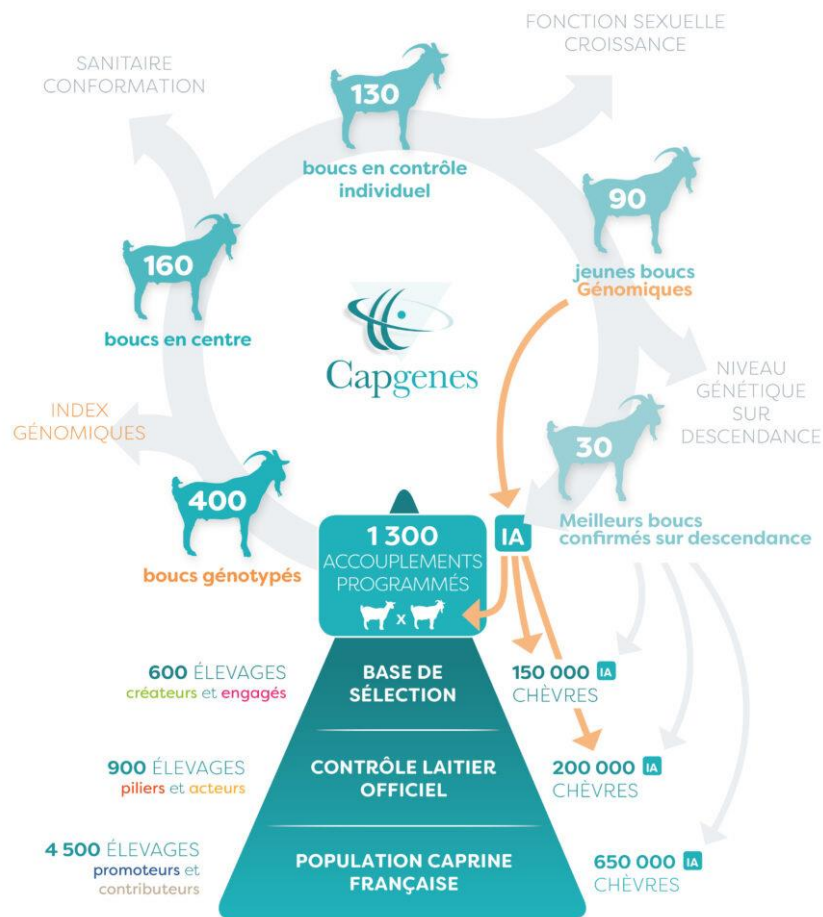 FONCTION SEXUELLE
CROISSANCE
SANITAIRE
CONFORMATION
130
boucs en contrôle
individuel
90
jeunes boucs
Génomiques
160
boucs en centre
Capgenes
NIVEAU
GÉNÉTIQUE
SUR
DESCENDANCE
INDEX
GÉNOMIQUES
30
Meilleurs boucs
confirmés sur descendance
400
boucs génotypés
1 300
ACCOUPLEMENTS
PROGRAMMÉS
x
IA
600 ÉLEVAGES
créateurs et engagés
BASE DE
SÉLECTION
150 000 IA
CHÈVRES
900 ÉLEVAGES
piliers et acteurs
CONTRÔLE LAITIER
OFFICIEL
200 000 IA
CHÈVRES
4 500 ÉLEVAGES
promoteurs et
contributeurs
POPULATION CAPRINE
FRANÇAISE
650 000 IA
CHÈVRES